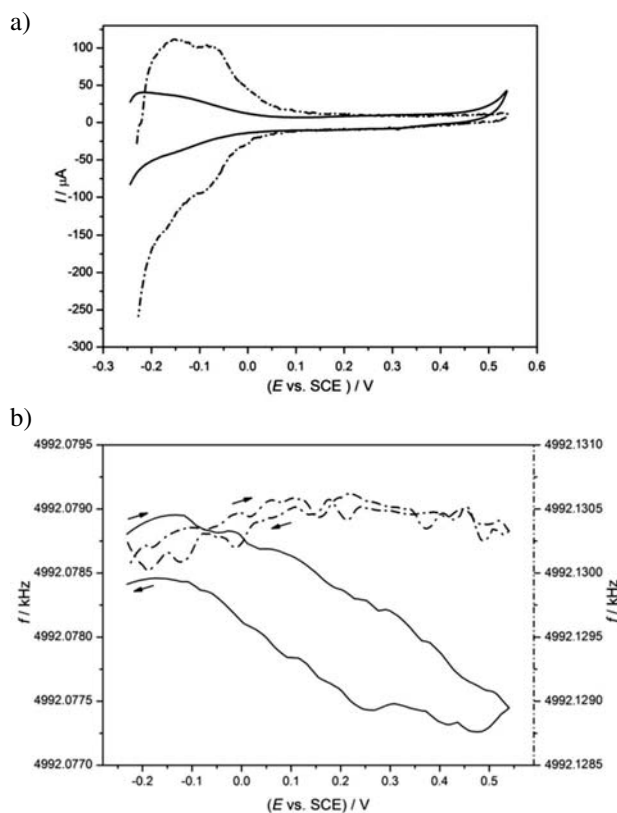 a)
100
50
0
-50
-100
-150
-200
-250
-300
I / μA
-0.3 -0.2 -0.1 0.0 0.1 0.2 0.3 0.4 0.5 0.6
(E vs. SCE ) / V
b)
4992.0795 4992.1310
4992.0790 4992.1305
4992.0785 4992.1300
4992.0780 4992.1295
4992.0775 4992.1290
4992.0770 4992.1285
f / kHz f / kHz
-0.2 -0.1 0.0 0.1 0.2 0.3 0.4 0.5
(E vs. SCE) / V